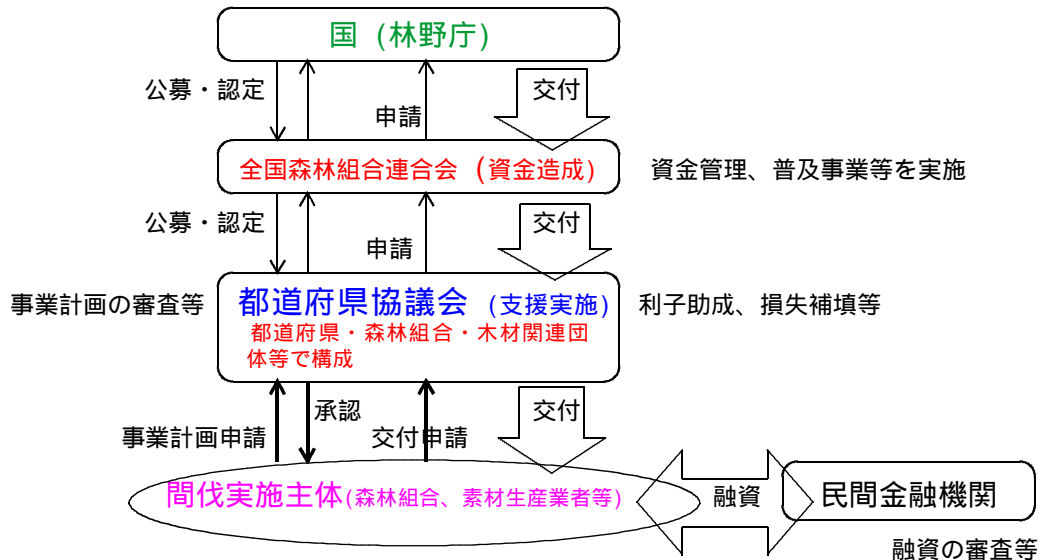 国 (林野庁)
公募・認定
申請
交付
全国森林組合連合会 (資金造成)
資金管理、普及事業等を実施
公募・認定
申請
交付
事業計画の審査等
都道府県協議会 (支援実施)
都道府県・森林組合・木材関連団
体等で構成
利子助成、損失補填等
承認
事業計画申請
交付申請
交付
間伐実施主体(森林組合、素材生産業者等)
融資
民間金融機関
融資の審査等